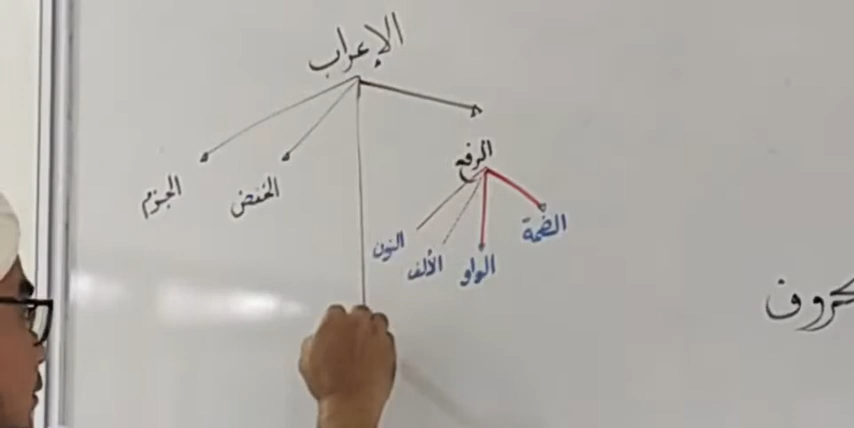 الإعراب
الرفع
الخفض
الجزم
الضمة
الواو
الألف
النون